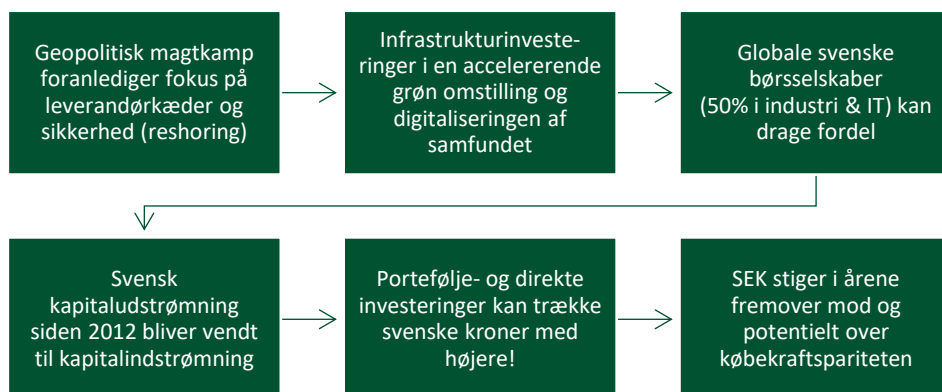 Geopolitisk magtkamp
foranlediger fokus på
leverandørkæder og
sikkerhed (reshoring)
Infrastrukturinveste-
ringer i en accelererende
grøn omstilling og
digitaliseringen af
samfundet
Globale svenske
børsselskaber
(50% i industri & IT) kan
drage fordel
Svensk
kapitaludstrømning
siden 2012 bliver vendt
til kapitalindstrømning
Portefølje- og direkte
investeringer kan trække
svenske kroner med
højere!
SEK stiger i årene
fremover mod og
potentielt over
købekraftspariteten